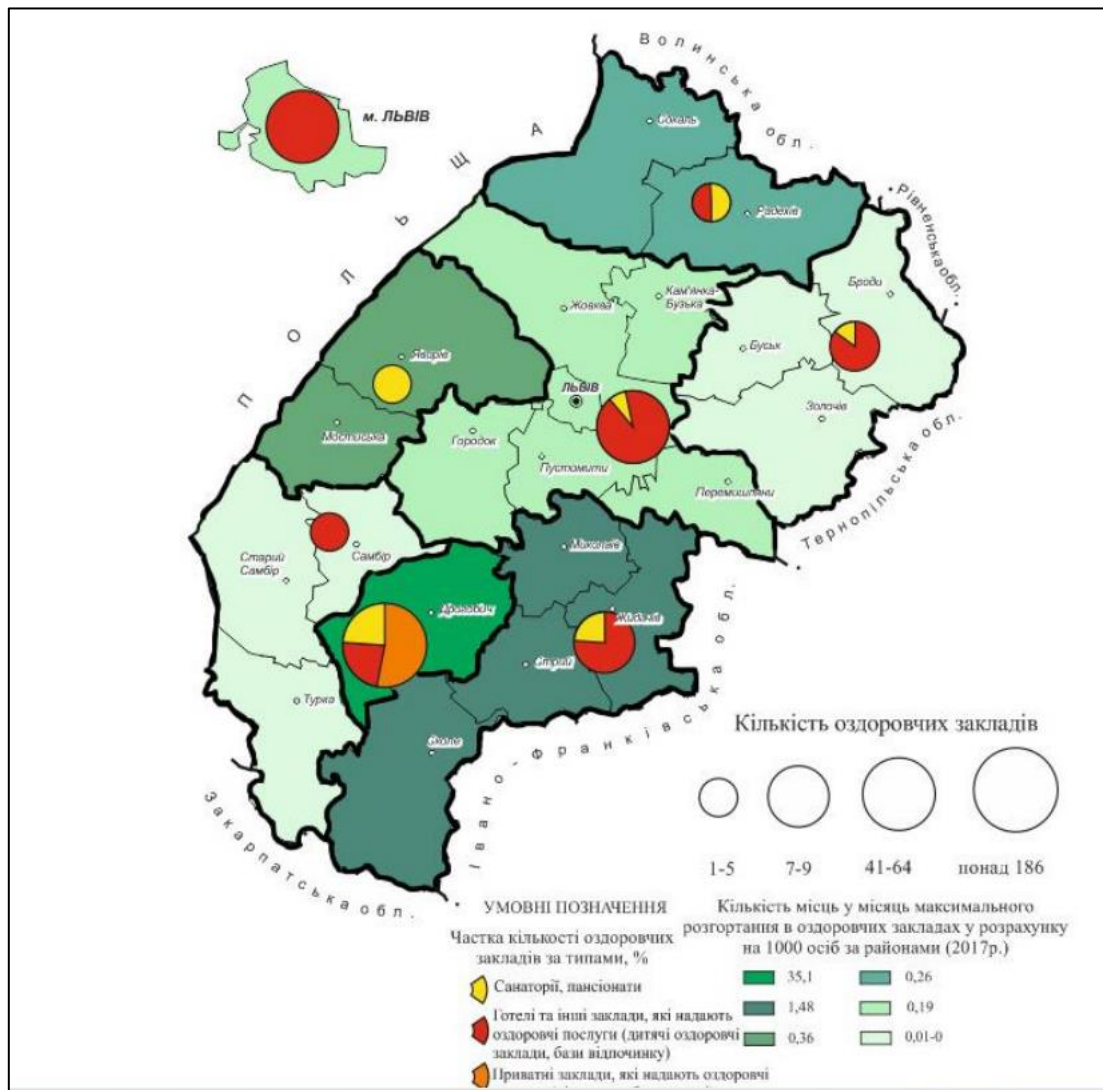 Волинська обл.
м. ЛЬВІВ
ПОЛЬЩА
Сокаль
Радехів
Рівненська обл.
Броди
Жовква
Кам'янка-
Бузька
Буськ
Яворів
ЛЬВІВ
Золочів
Мостиська
Городок
Пустомити
Перемишляни
Тернопільська обл.
Миколаїв
Самбір
Старий
Самбір
Дрогобич
Жидачів
Стрий
Турка
Сколе
Івано-Франківська обл.
Закарпатська обл.
Кількість оздоровчих закладів
1-5 7-9 41-64 понад 186
УМОВНІ ПОЗНАЧЕННЯ
Частка кількості оздоровчих
закладів за типами, %
Санаторії, пансіонати
Готелі та інші заклади, які надають
оздоровчі послуги (дитячі оздоровчі
заклади, бази відпочинку)
Приватні заклади, які надають оздоровчі
Кількість місць у місяць максимального
розгортання в оздоровчих закладах у розрахунку
на 1000 осіб за районами (2017р.)
35,1 0,26
1,48 0,19
0,36 0,01-0